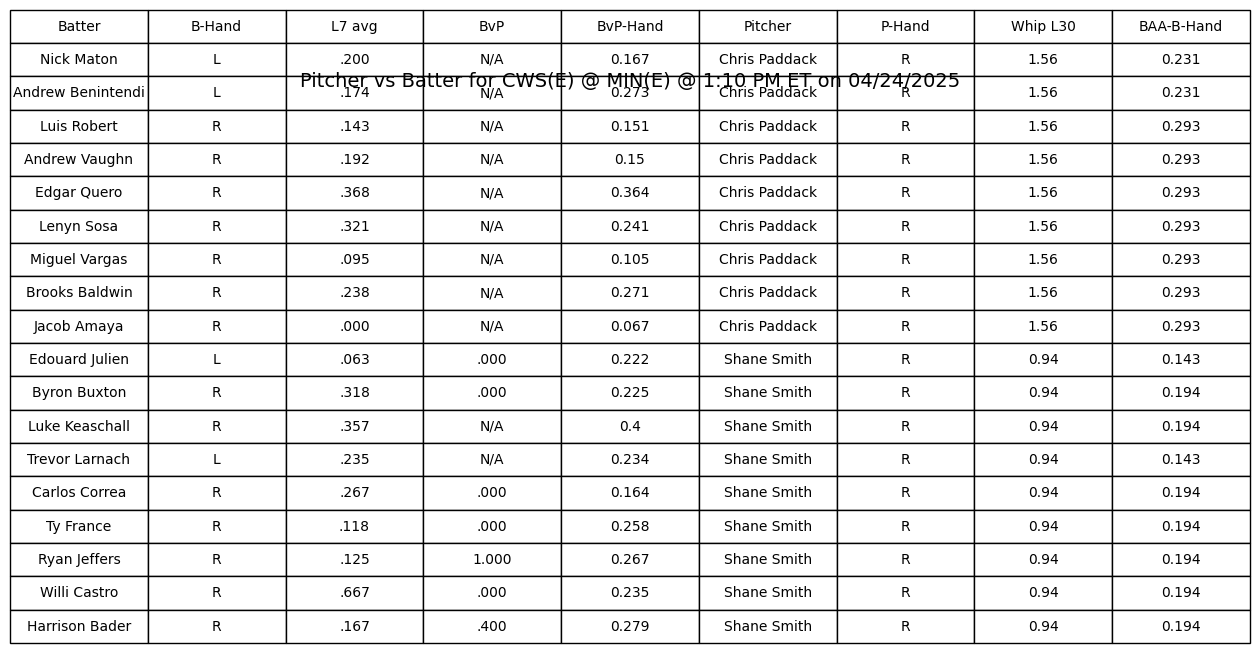 Batter B-Hand L7 avg BvP BvP-Hand Pitcher P-Hand Whip L30 BAA-B-Hand
Nick Maton L .200 N/A 0.167 Chris Paddack R 1.56 0.231
Pitcher vs Batter for CWS(E) @ MIN(E) @ 1:10 PM ET on 04/24/2025
Andrew Benintendi L .174 N/A 0.273 Chris Paddack R 1.56 0.231
Luis Robert R .143 N/A 0.151 Chris Paddack R 1.56 0.293
Andrew Vaughn R .192 N/A 0.15 Chris Paddack R 1.56 0.293
Edgar Quero R .368 N/A 0.364 Chris Paddack R 1.56 0.293
Lenyn Sosa R .321 N/A 0.241 Chris Paddack R 1.56 0.293
Miguel Vargas R .095 N/A 0.105 Chris Paddack R 1.56 0.293
Brooks Baldwin R .238 N/A 0.271 Chris Paddack R 1.56 0.293
Jacob Amaya R .000 N/A 0.067 Chris Paddack R 1.56 0.293
Edouard Julien L .063 .000 0.222 Shane Smith R 0.94 0.143
Byron Buxton R .318 .000 0.225 Shane Smith R 0.94 0.194
Luke Keaschall R .357 N/A 0.4 Shane Smith R 0.94 0.194
Trevor Larnach L .235 N/A 0.234 Shane Smith R 0.94 0.143
Carlos Correa R .267 .000 0.164 Shane Smith R 0.94 0.194
Ty France R .118 .000 0.258 Shane Smith R 0.94 0.194
Ryan Jeffers R .125 1.000 0.267 Shane Smith R 0.94 0.194
Willi Castro R .667 .000 0.235 Shane Smith R 0.94 0.194
Harrison Bader R .167 .400 0.279 Shane Smith R 0.94 0.194